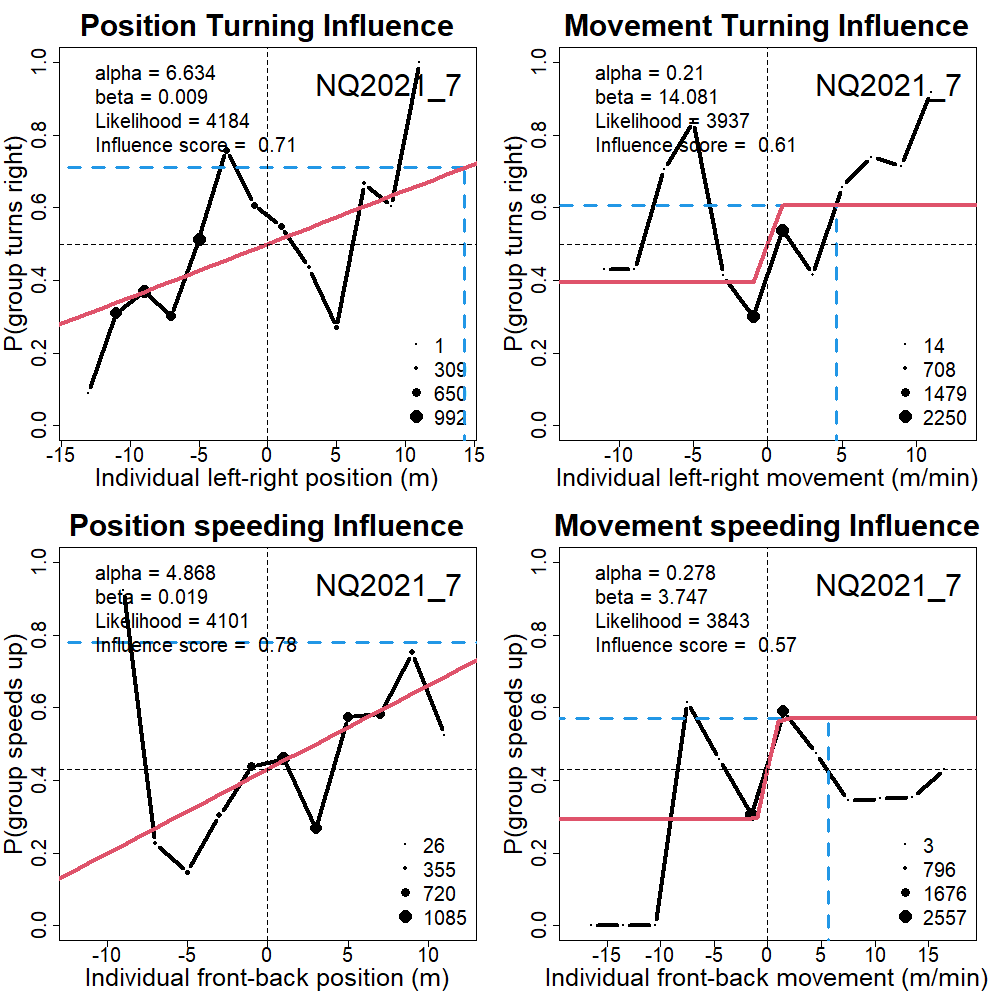 Position Turning Influence
alpha = 6.634
beta = 0.009
Likelihood = 4184
Influence score = 0.71
NQ2021_7
P(group turns right)
1.0
0.8
0.6
0.4
0.2
0.0
1
309
650
992
-15
-10
-5
0
5
10
15
Individual left-right position (m)
Movement Turning Influence
alpha = 0.21
beta = 14.081
Likelihood = 3937
Influence score = 0.61
NQ2021_7
P(group turns right)
1.0
0.8
0.6
0.4
0.2
0.0
14
708
1479
2250
-10
-5
0
5
10
Individual left-right movement (m/min)
Position speeding Influence
alpha = 4.868
beta = 0.019
Likelihood = 4101
Influence score = 0.78
NQ2021_7
P(group speeds up)
1.0
0.8
0.6
0.4
0.2
0.0
26
355
720
1085
-10
-5
0
5
10
Individual front-back position (m)
Movement speeding Influence
alpha = 0.278
beta = 3.747
Likelihood = 3843
Influence score = 0.57
NQ2021_7
P(group speeds up)
1.0
0.8
0.6
0.4
0.2
0.0
3
796
1676
2557
-15
-10
-5
0
5
10
15
Individual front-back movement (m/min)